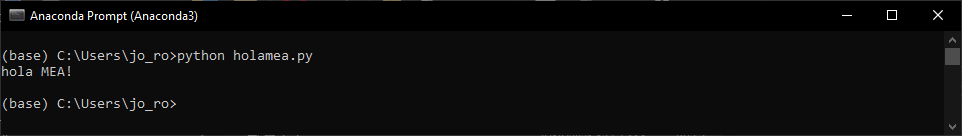 Anaconda Prompt (Anaconda3)
(base) C:\Users\jo_ro>python holamea.py
hola MEA!
(base) C:\Users\jo_ro>